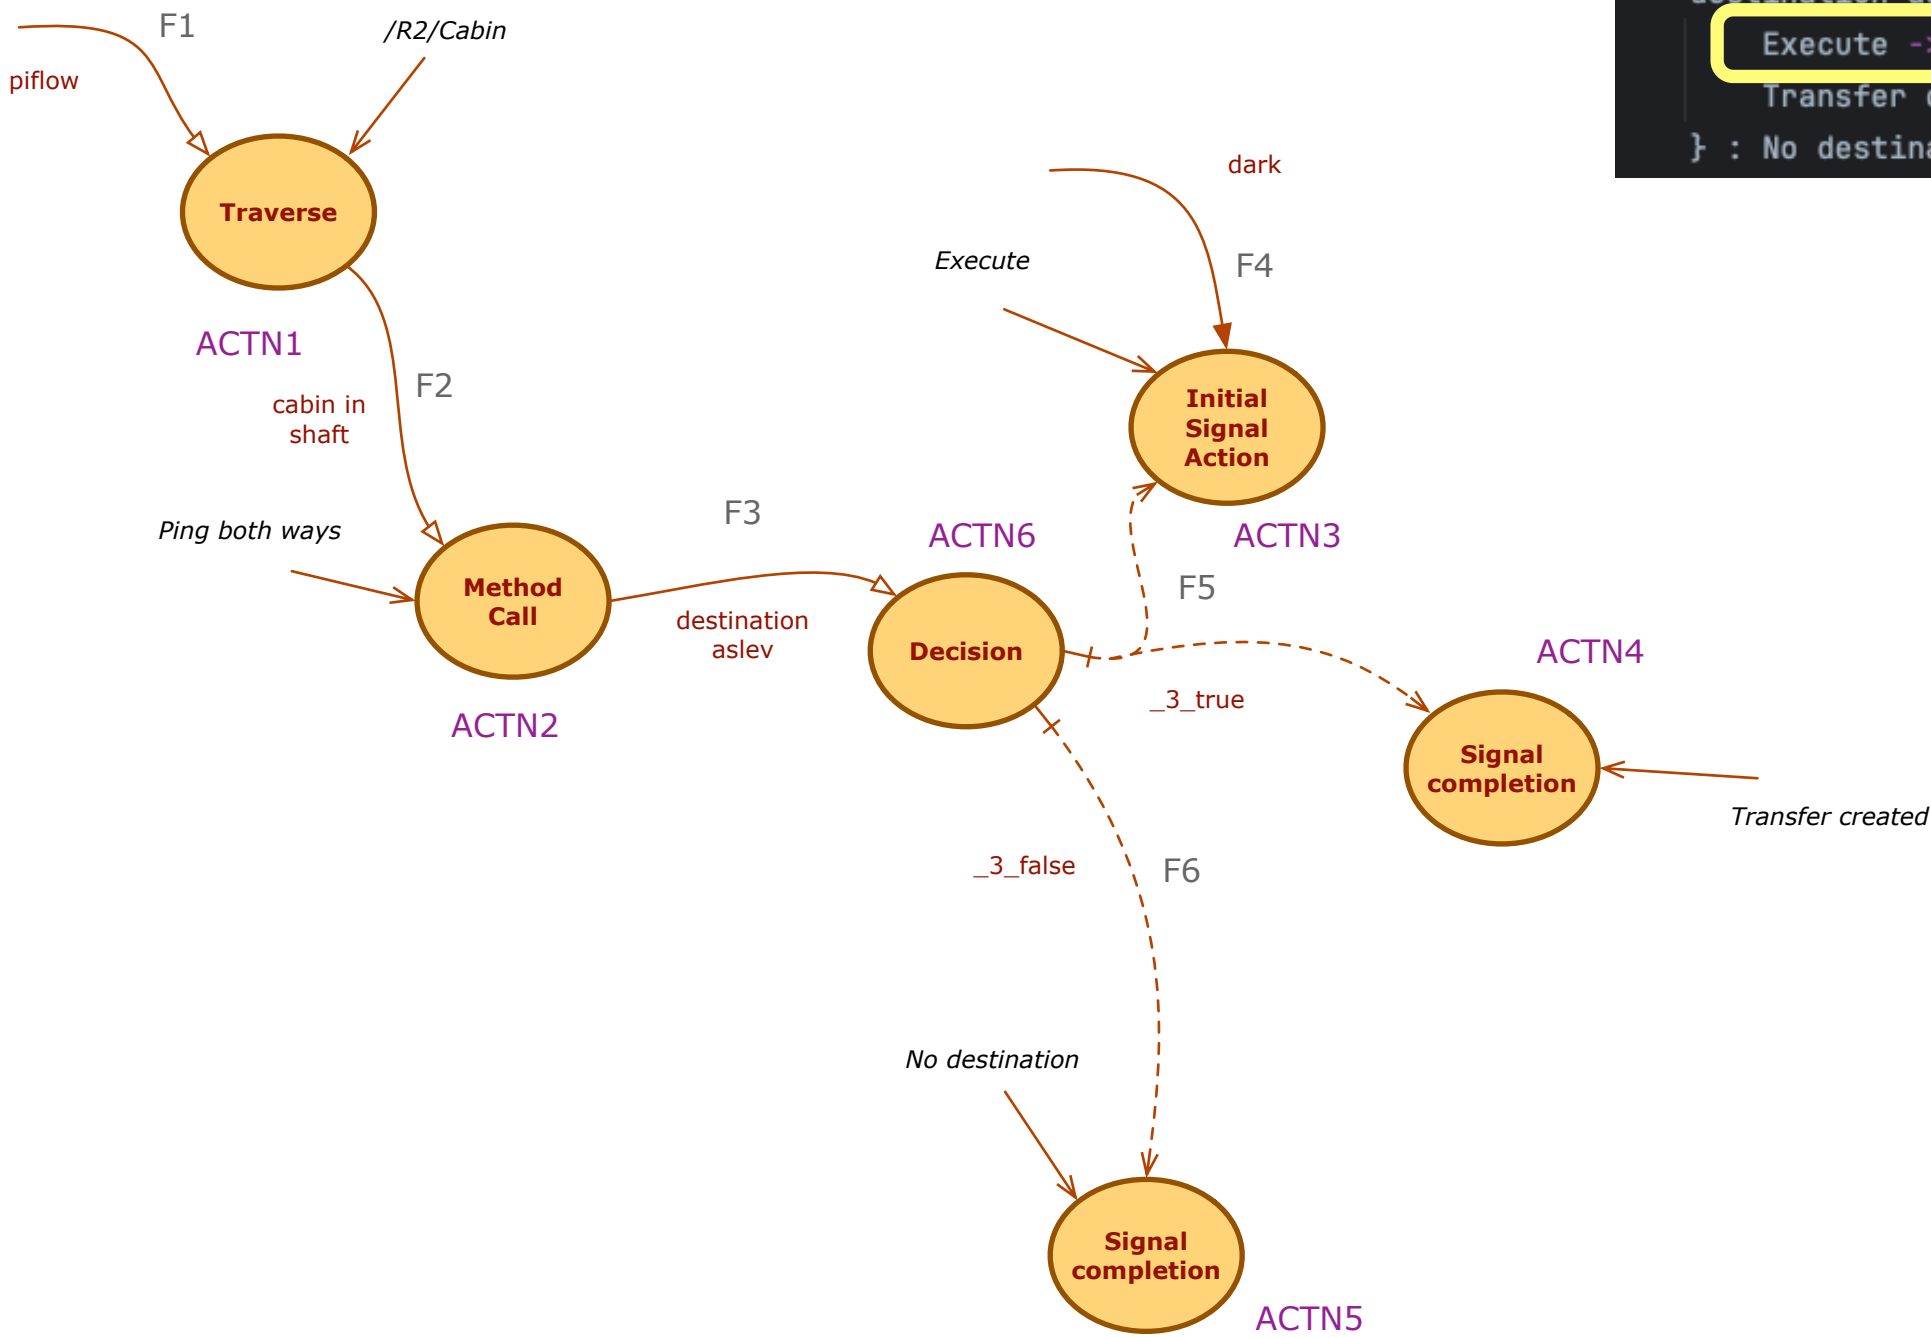 F1
/R2/Cabin
piflow
Execute
Transfer
} : No destina
Traverse
dark
Execute
F4
ACTN1
F2
cabin in
shaft
Initial
Signal
Action
F3
Ping both ways
ACTN6
ACTN3
Method
Call
F5
destination
aslev
Decision
ACTN4
_3_true
ACTN2
Signal
completion
Transfer created
_3_false
F6
No destination
Signal
completion
ACTN5